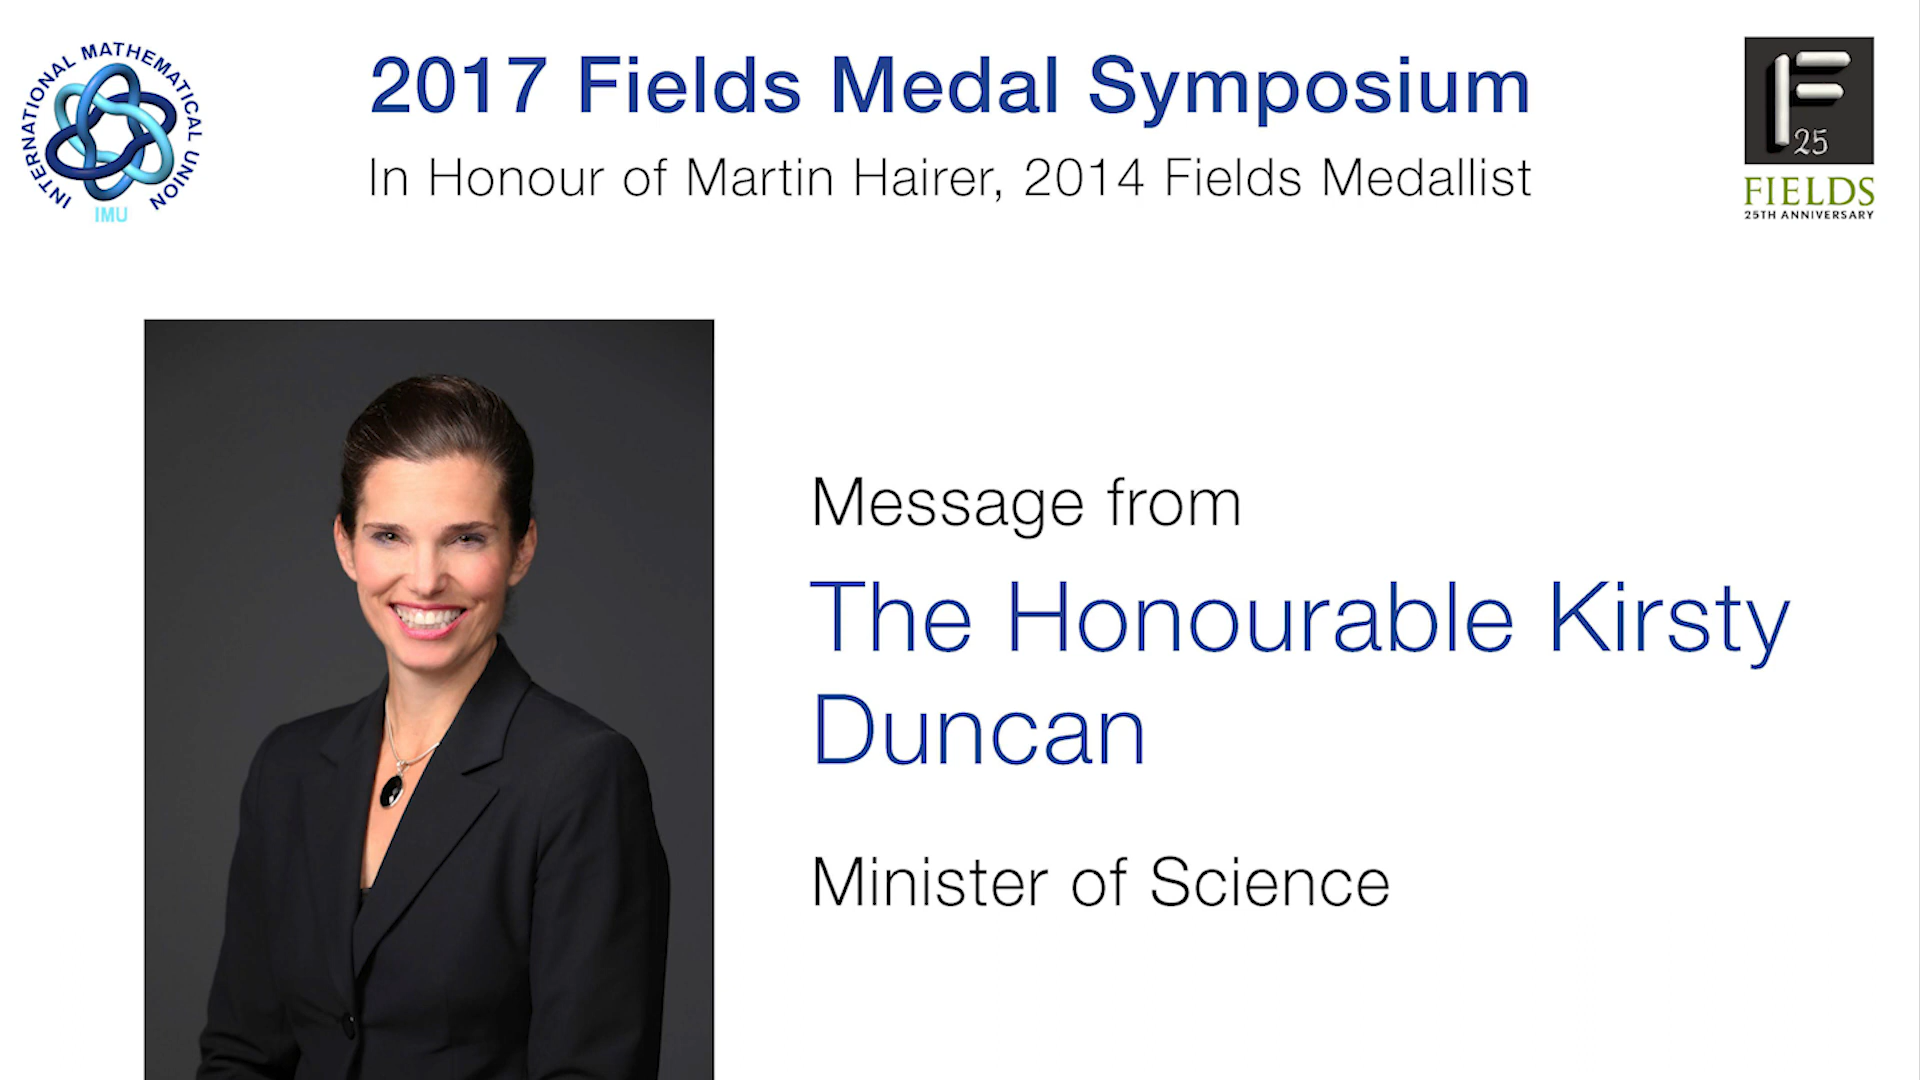 INTERNATIONAL MATHEMATICAL UNION
IMU
2017 Fields Medal Symposium
In Honour of Martin Hairer, 2014 Fields Medallist
F
25
FIELDS
25TH ANNIVERSARY
Message from
The Honourable Kirsty
Duncan
Minister of Science